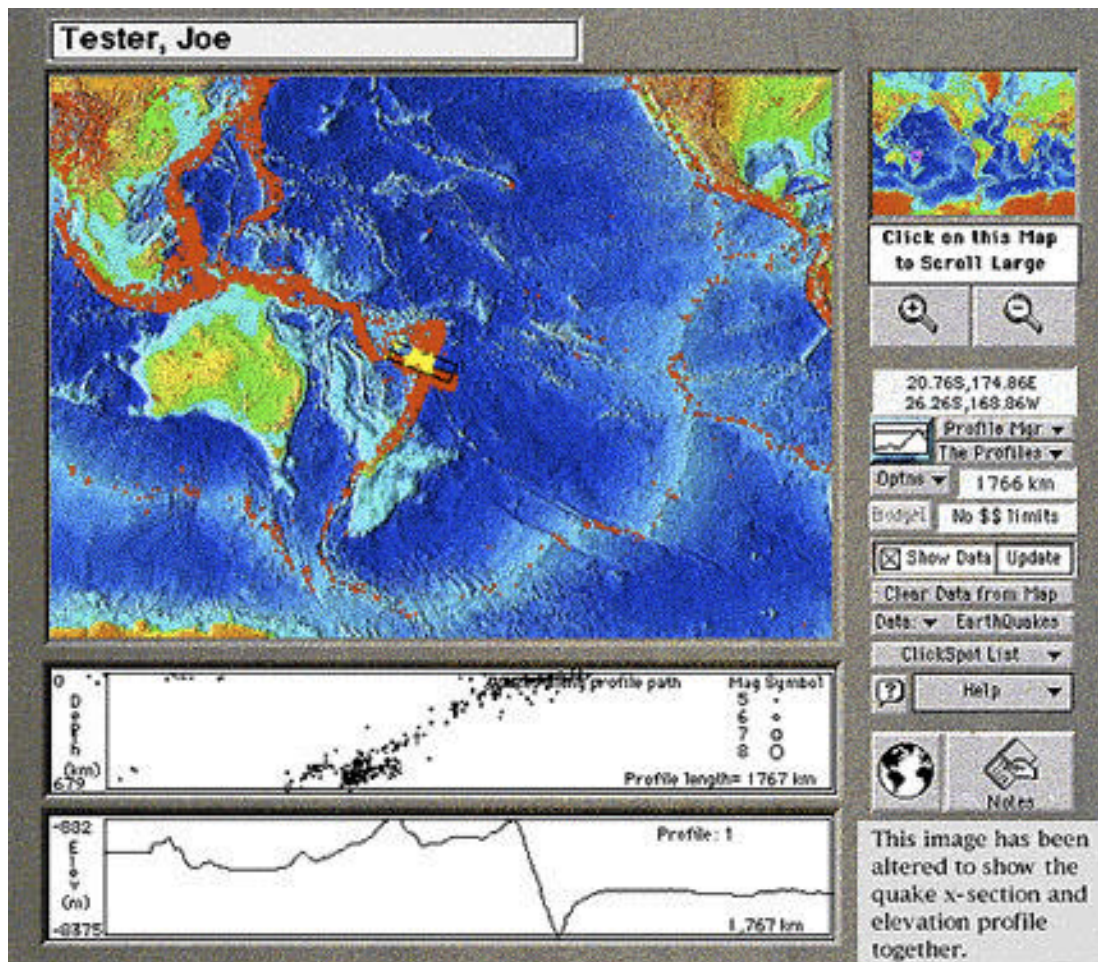 Tester, Joe
Click on this Map
to Scroll Large
20.76S,174.86E
26.26S,168.86W
Profile Mgr
The Profiles
Optns
1766 km
No $$ limits
Show Data
Update
Clear Data from Map
Data:
EarthQuakes
ClickSpot List
?
Help
Notes
0
Depth
(km)
679
profile path
Mag Symbol
5
6
7
8
Profile length= 1767 km
-832
Elev
(m)
-8375
Profile: 1
1,767 km
This image has been
altered to show the
quake x-section and
elevation profile
together.